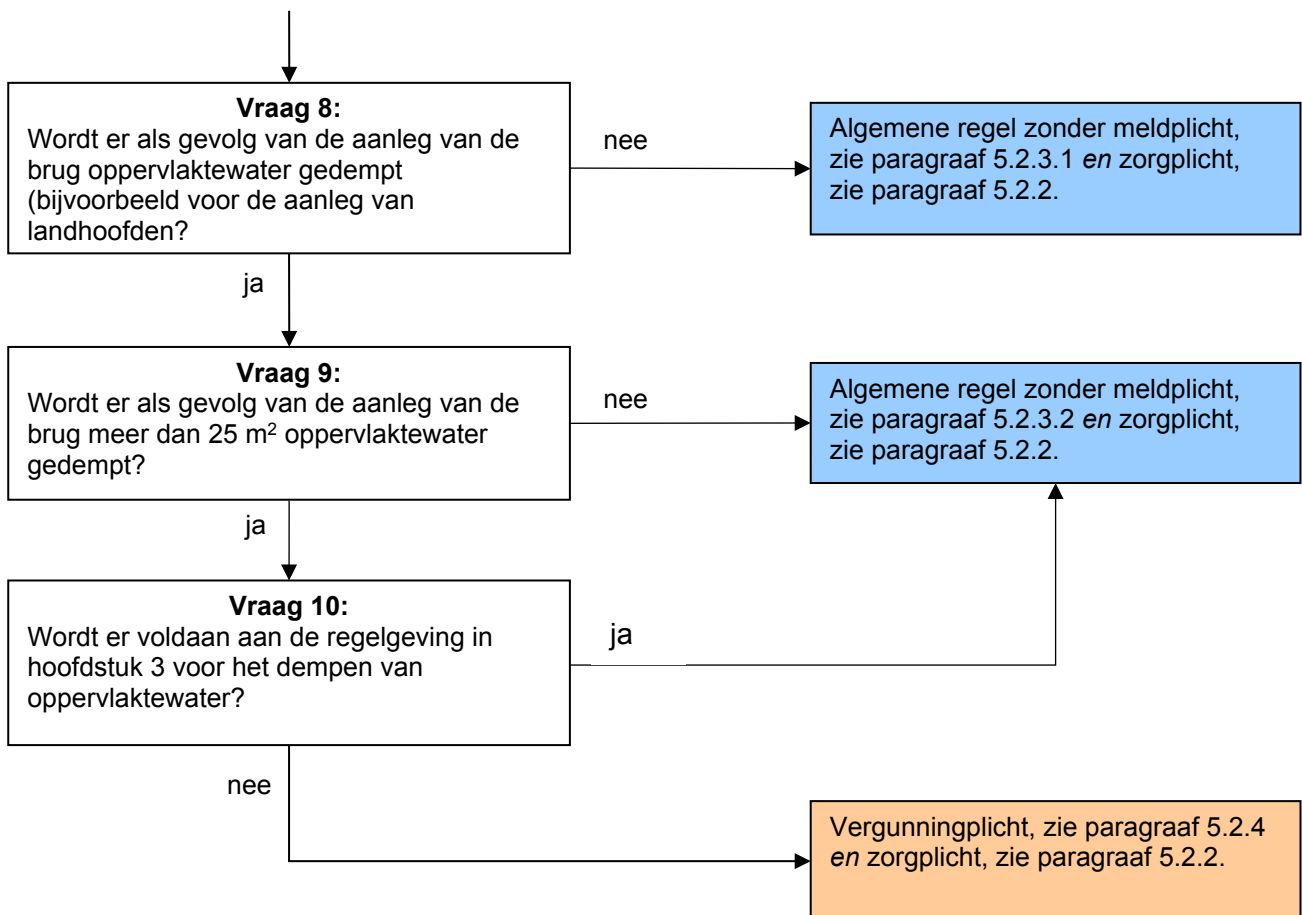 Vraag 8:
Wordt er als gevolg van de aanleg van de
brug oppervlaktewater gedempt
(bijvoorbeeld voor de aanleg van
landhoofden?
nee
Algemene regel zonder meldplicht,
zie paragraaf 5.2.3.1 en zorgplicht,
zie paragraaf 5.2.2.
ja
Vraag 9:
Wordt er als gevolg van de aanleg van de
brug meer dan 25 m² oppervlaktewater
gedempt?
nee
Algemene regel zonder meldplicht,
zie paragraaf 5.2.3.2 en zorgplicht,
zie paragraaf 5.2.2.
ja
Vraag 10:
Wordt er voldaan aan de regelgeving in
hoofdstuk 3 voor het dempen van
oppervlaktewater?
ja
nee
Vergunningplicht, zie paragraaf 5.2.4
en zorgplicht, zie paragraaf 5.2.2.